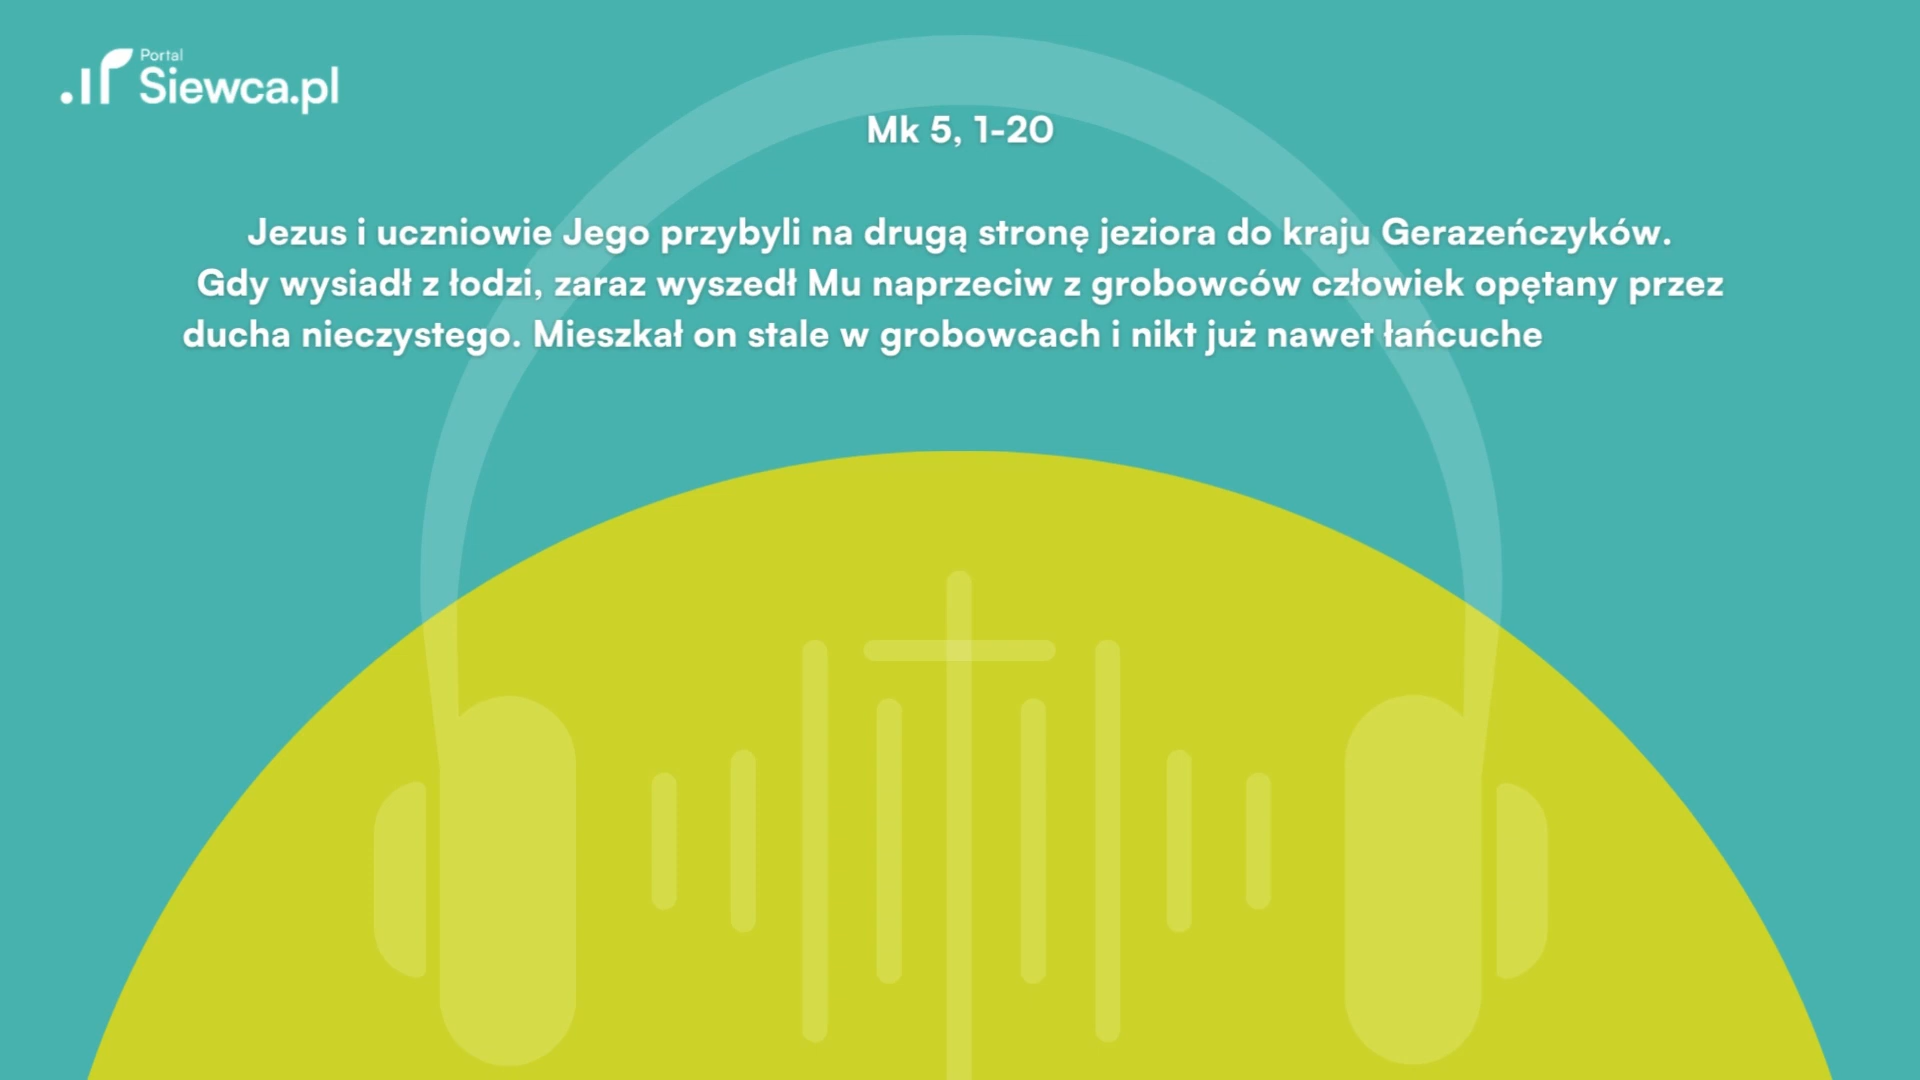 Portal
Siewca.pl
Mk 5, 1-20
Jezus i uczniowie Jego przybyli na drugą stronę jeziora do kraju Gerazeńczyków.
Gdy wysiadł z łodzi, zaraz wyszedł Mu naprzeciw z grobowców człowiek opętany przez
ducha nieczystego. Mieszkał on stale w grobowcach i nikt już nawet łańcuche